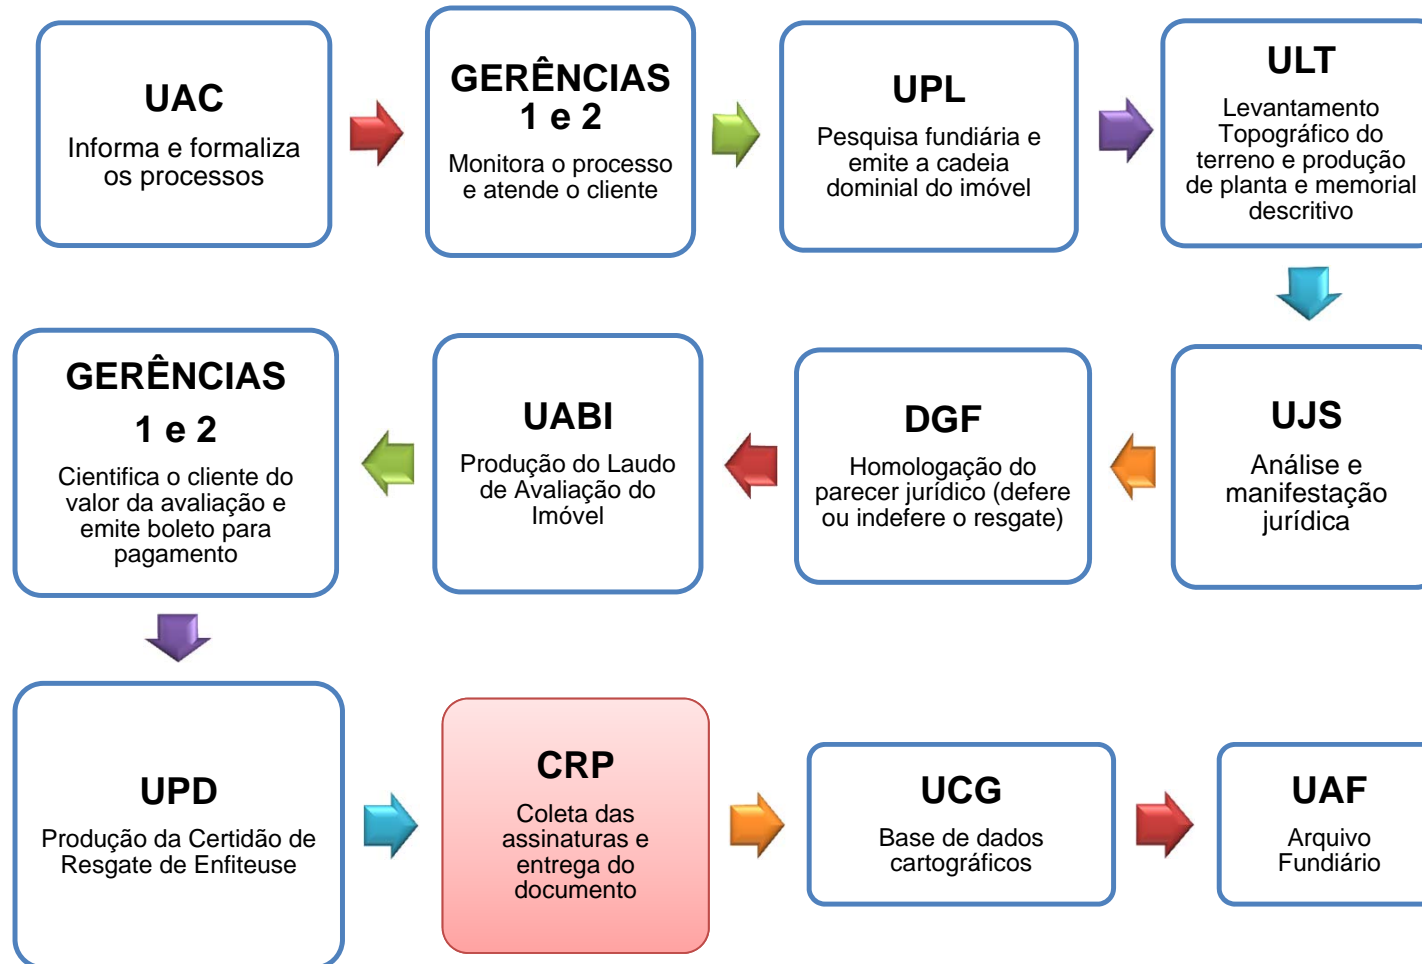 UAC
Informa e formaliza
os processos
GERÊNCIAS
1 e 2
Monitora o processo
e atende o cliente
UPL
Pesquisa fundiária e
emite a cadeia
dominial do imóvel
ULT
Levantamento
Topográfico do
terreno e produção
de planta e memorial
descritivo
GERÊNCIAS
1 e 2
Cientifica o cliente do
valor da avaliação e
emite boleto para
pagamento
UABI
Produção do Laudo
de Avaliação do
Imóvel
DGF
Homologação do
parecer jurídico (defere
ou indefere o resgate)
UJS
Análise e
manifestação
jurídica
UPD
Produção da Certidão de
Resgate de Enfiteuse
CRP
Coleta das
assinaturas e
entrega do
documento
UCG
Base de dados
cartográficos
UAF
Arquivo
Fundiário